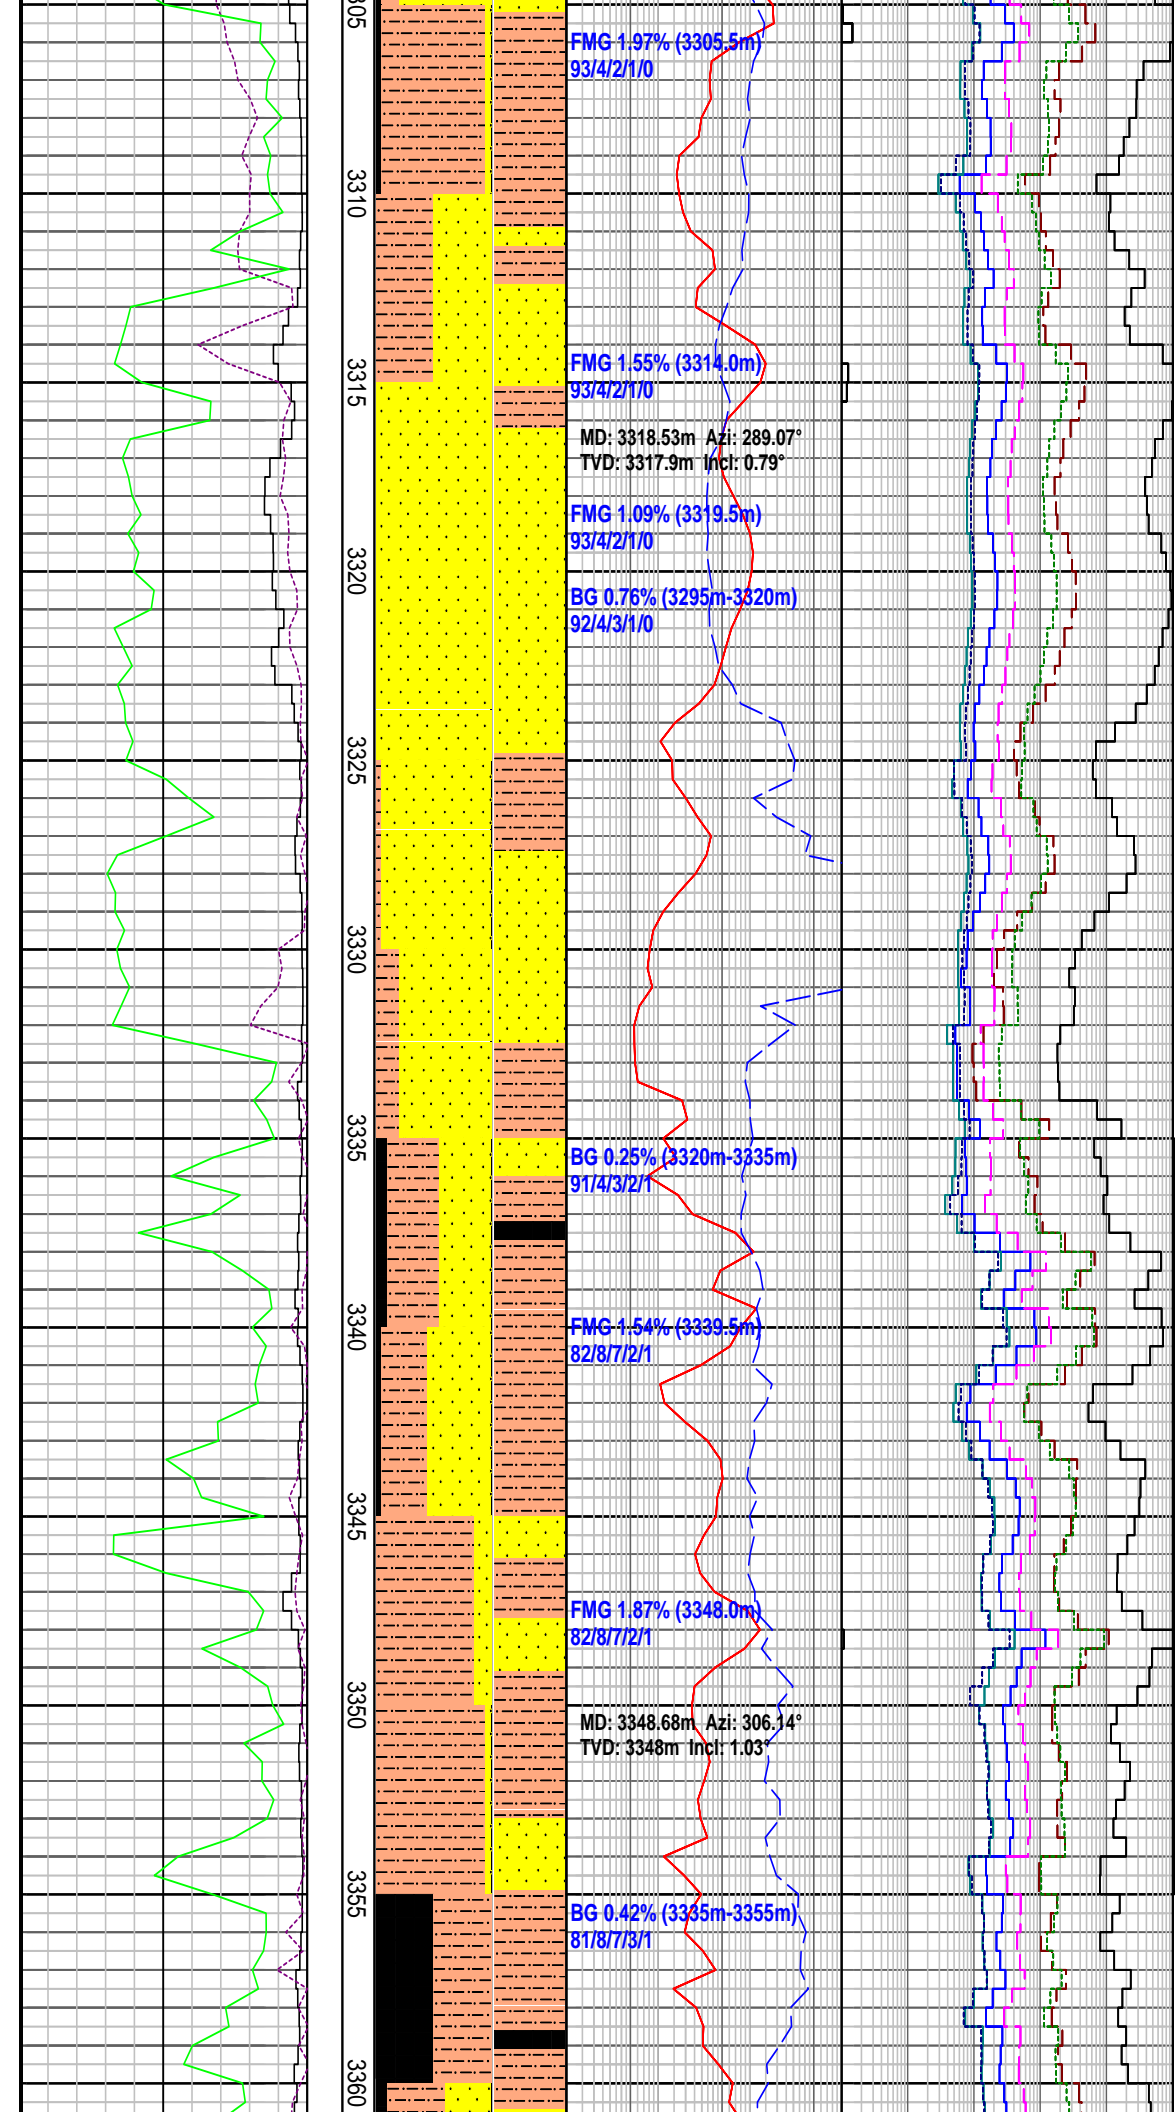 305
FMG 1.97% (3305.5m)
93/4/2/1/0
3310
FMG 1.55% (3314.0m)
93/4/2/1/0
3315
MD: 3318.53m Azi: 289.07°
TVD: 3317.9m Incl: 0.79°
FMG 1.09% (3319.5m)
93/4/2/1/0
3320
BG 0.76% (3295m-3320m)
92/4/3/1/0
3325
3330
3335
BG 0.25% (3320m-3335m)
91/4/3/2/1
3340
FMG 1.54% (3339.5m)
82/8/7/2/1
3345
FMG 1.87% (3348.0m)
82/8/7/2/1
3350
MD: 3348.68m Azi: 306.14°
TVD: 3348m Incl: 1.03°
3355
BG 0.42% (3335m-3355m)
81/8/7/3/1
3360